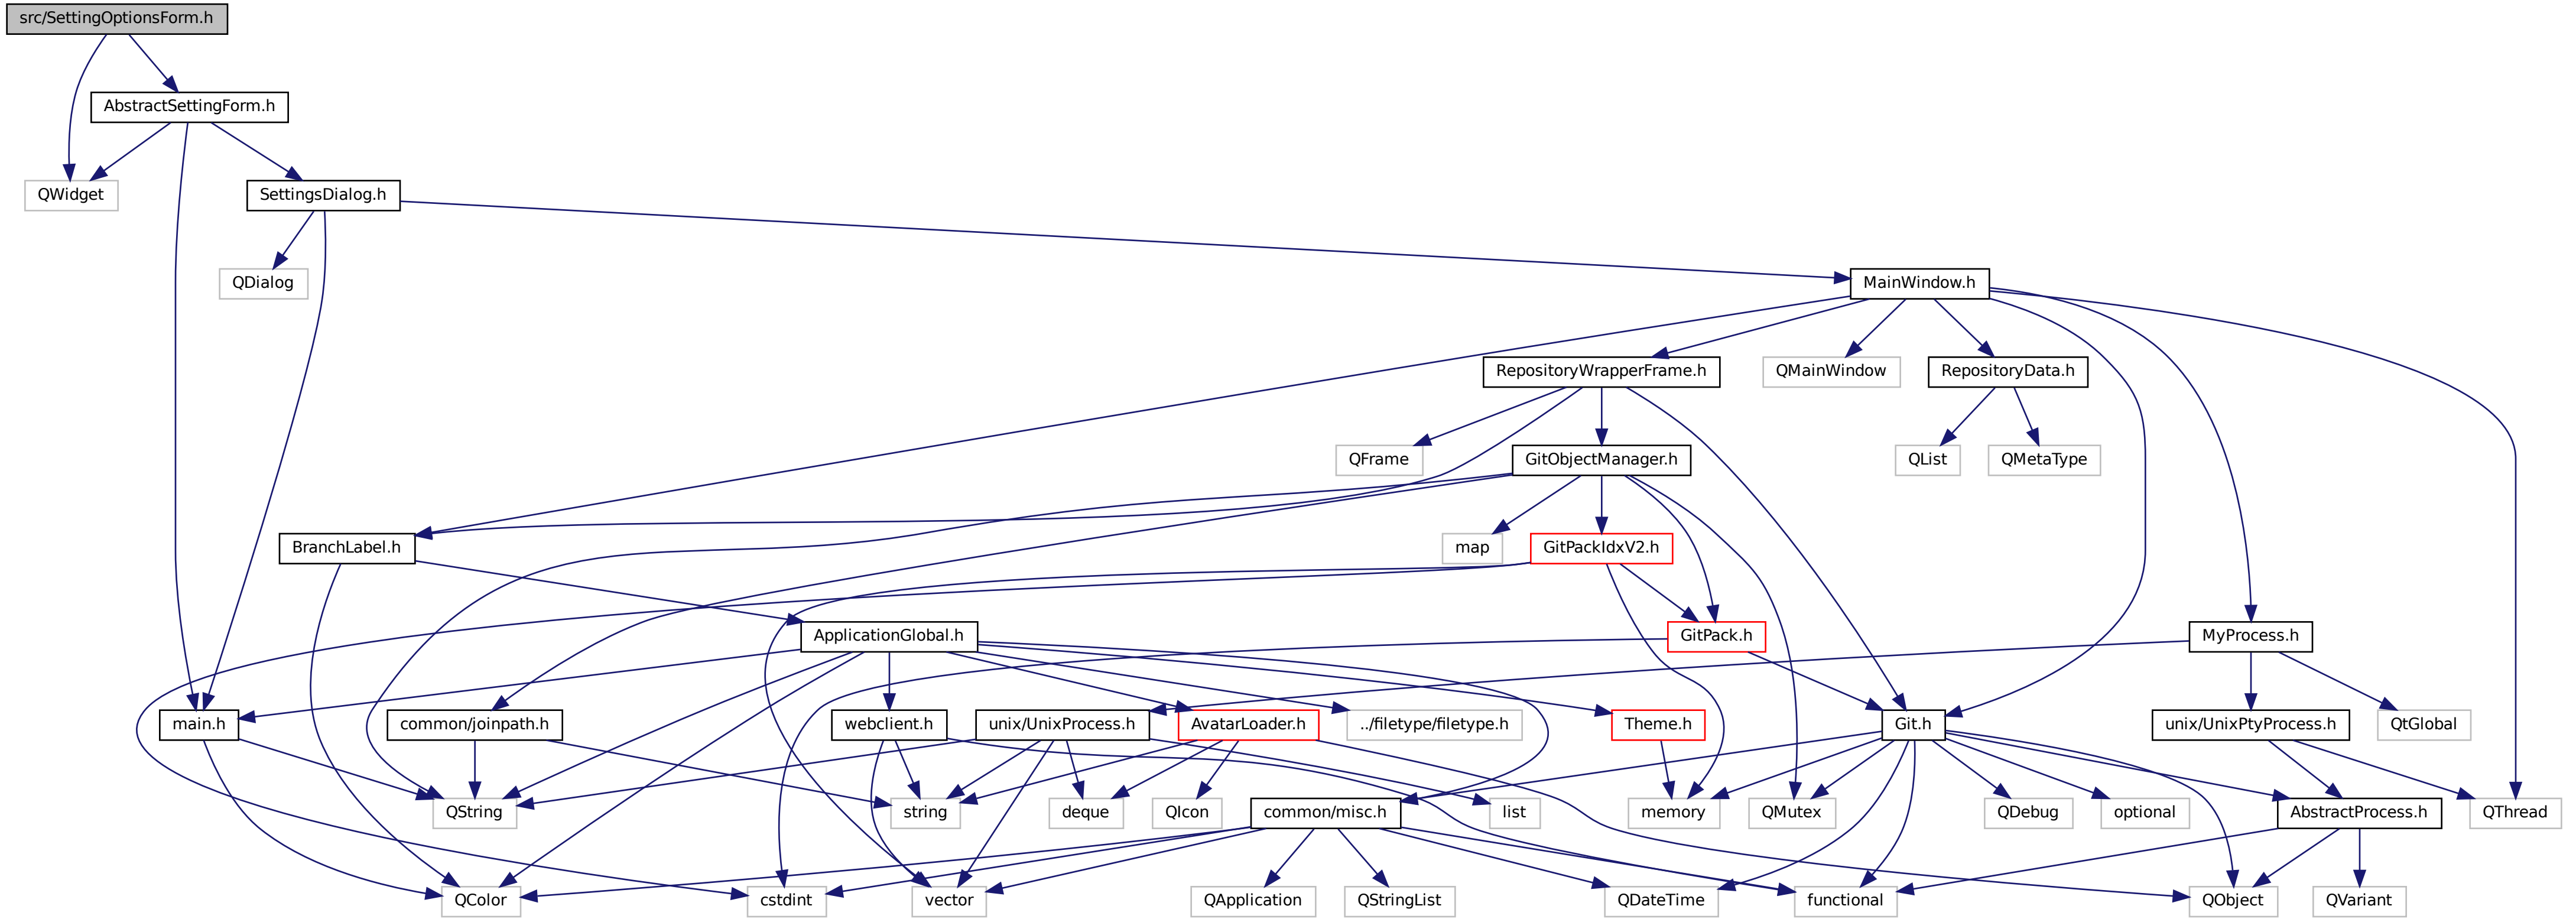 src/SettingOptionsForm.h
AbstractSettingForm.h
QWidget
SettingsDialog.h
QDialog
MainWindow.h
RepositoryWrapperFrame.h
QMainWindow
RepositoryData.h
QFrame
GitObjectManager.h
QList
QMetaType
BranchLabel.h
map
GitPackIdxV2.h
ApplicationGlobal.h
GitPack.h
MyProcess.h
main.h
common/joinpath.h
webclient.h
unix/UnixProcess.h
AvatarLoader.h
../filetype/filetype.h
Theme.h
Git.h
unix/UnixPtyProcess.h
QtGlobal
QString
string
deque
QIcon
common/misc.h
list
memory
QMutex
QDebug
optional
AbstractProcess.h
QThread
QColor
cstdint
vector
QApplication
QStringList
QDateTime
functional
QObject
QVariant